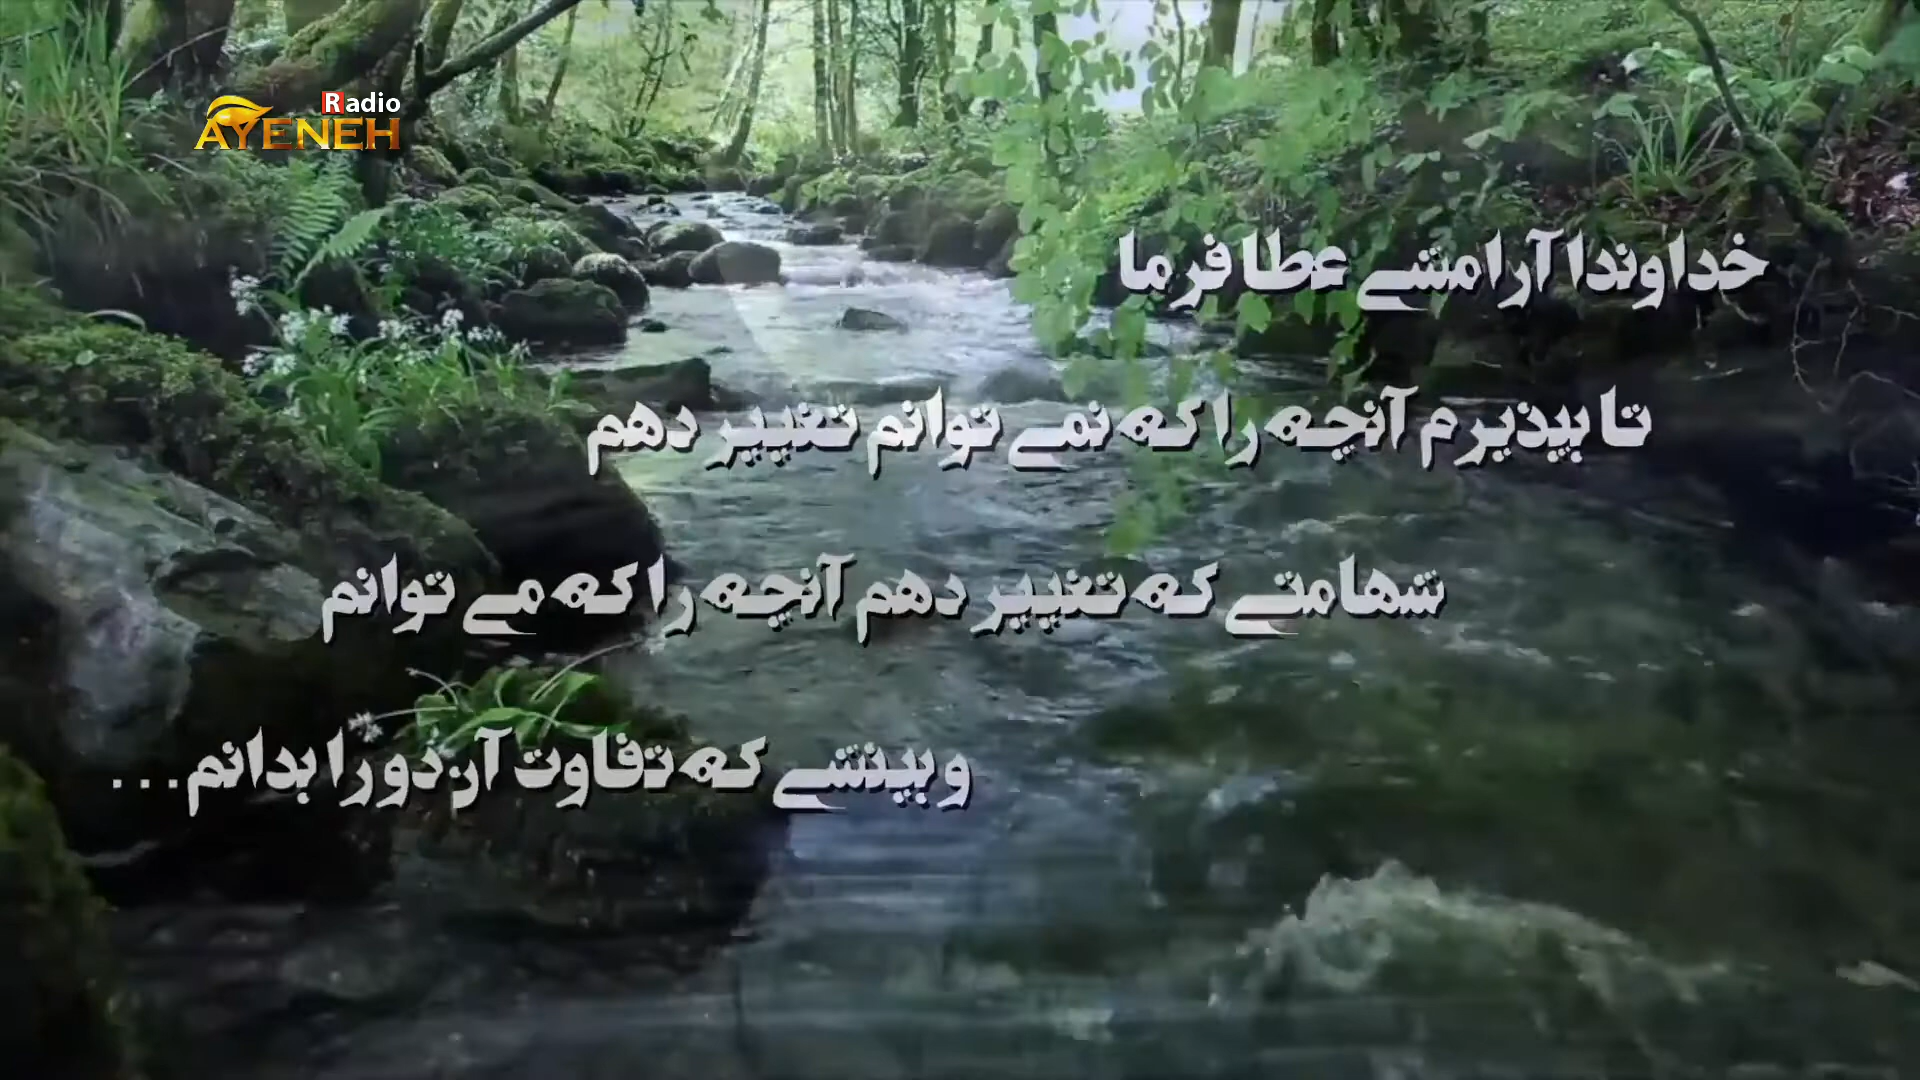 Radio
AYENEH
خداوندا آرامشی عطا فرما
تا بپذیرم آنچه را که نمی توانم تغییر دهم
شهامتی که تغییر دهم آنچه را که می توانم
و بینشی که تفاوت آن دو را بدانم...